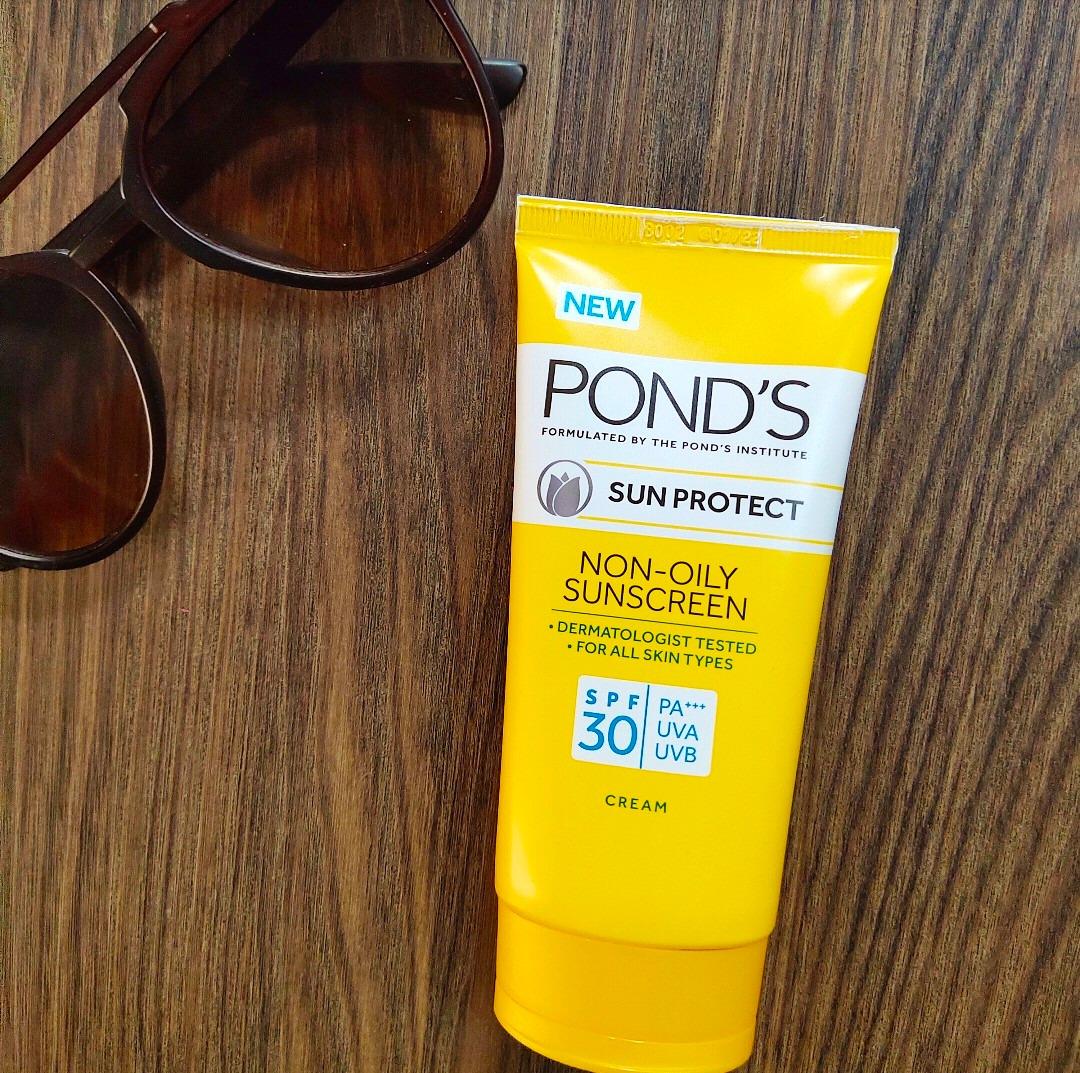 NEW
POND'S
FORMULATED BY THE POND'S INSTITUTE
SUN PROTECT
NON-OILY
SUNSCREEN
• DERMATOLOGIST TESTED
• FOR ALL SKIN TYPES
SPF
30
PA+++
UVA
UVB
CREAM